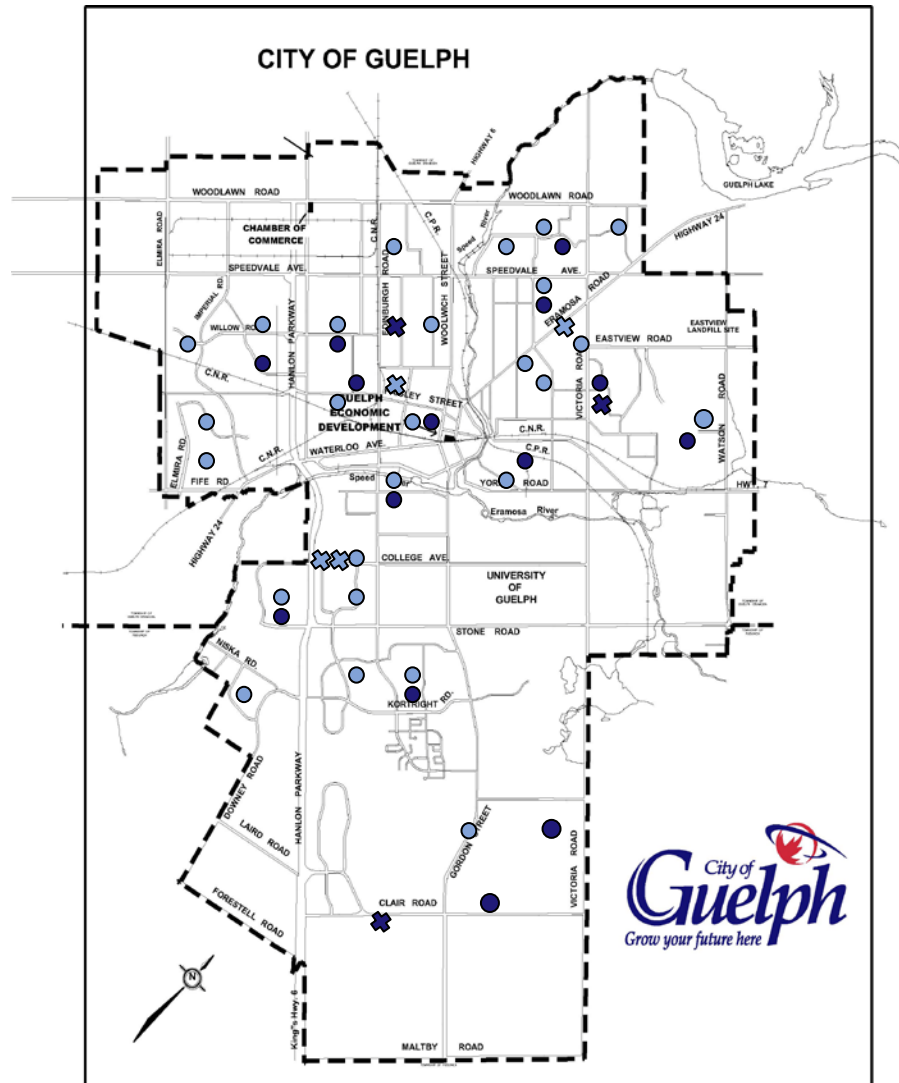 CITY OF GUELPH
HIGHWAY 6
GUELPH LAKE
WOODLAWN ROAD
WOODLAWN ROAD
ELMIRA ROAD
CHAMBER OF
COMMERCE
C.N.R.
C.P.R.
Speed River
HIGHWAY 24
SPEEDVALE AVE.
SPEEDVALE AVE.
EDINBURGH ROAD
WOOLWICH STREET
ERAMOSA ROAD
IMPERIAL RD.
WILLOW
HANLON PARKWAY
EASTVIEW
LANDFILL SITE
EASTVIEW ROAD
VICTORIA ROAD
WATSON ROAD
C.N.R.
STREET
GUELPH
ECONOMIC
DEVELOPMENT
C.N.R.
C.P.R.
WATERLOO AVE.
C.N.R.
ELMIRA RD.
FIFE RD.
Speed
YORK ROAD
HWY. 7
Eramosa River
HIGHWAY 24
COLLEGE AVE.
UNIVERSITY
OF
GUELPH
STONE ROAD
NISKA RD.
KORTRIGHT RD.
HANLON PARKWAY
DOWNEY ROAD
LAIRD ROAD
GORDON STREET
VICTORIA ROAD
FORESTELL ROAD
CLAIR ROAD
City of
Guelph
Grow your future here
N
King's Hwy. 6
MALTBY ROAD